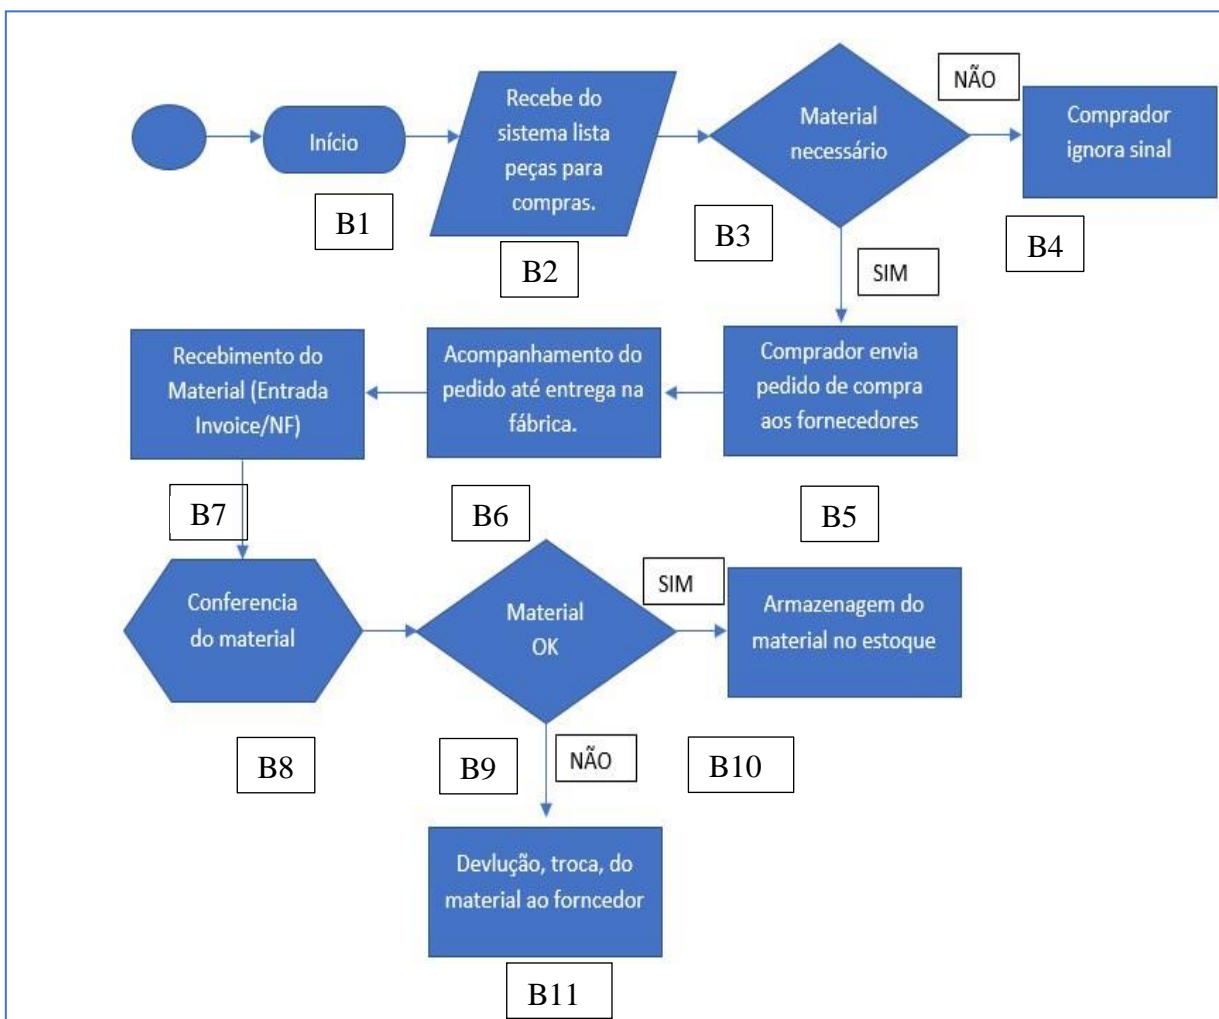 Início
B1
Recebe do
sistema lista
peças para
compras.
B2
Material
necessário
B3
NÃO
Comprador
ignora sinal
B4
SIM
Comprador envia
pedido de compra
aos fornecedores
B5
Acompanhamento do
pedido até entrega na
fábrica.
B6
Recebimento do
Material (Entrada
Invoice/NF)
B7
Conferencia
do material
B8
Material
OK
B9
SIM
Armazenagem do
material no estoque
B10
NÃO
Devlução, troca, do
material ao forncedor
B11